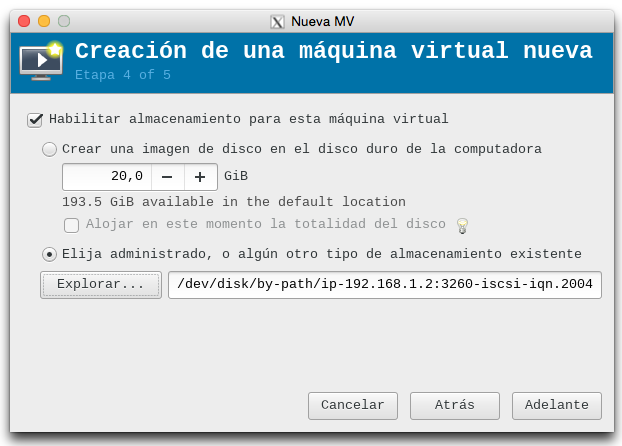 Nueva MV
Creación de una máquina virtual nueva
Etapa 4 of 5
Habilitar almacenamiento para esta máquina virtual
Crear una imagen de disco en el disco duro de la computadora
20,0 − + GiB
193.5 GiB available in the default location
Alojar en este momento la totalidad del disco
Elija administrado, o algún otro tipo de almacenamiento existente
Explorar... /dev/disk/by-path/ip-192.168.1.2:3260-iscsi-iqn.2004
Cancelar Atrás Adelante